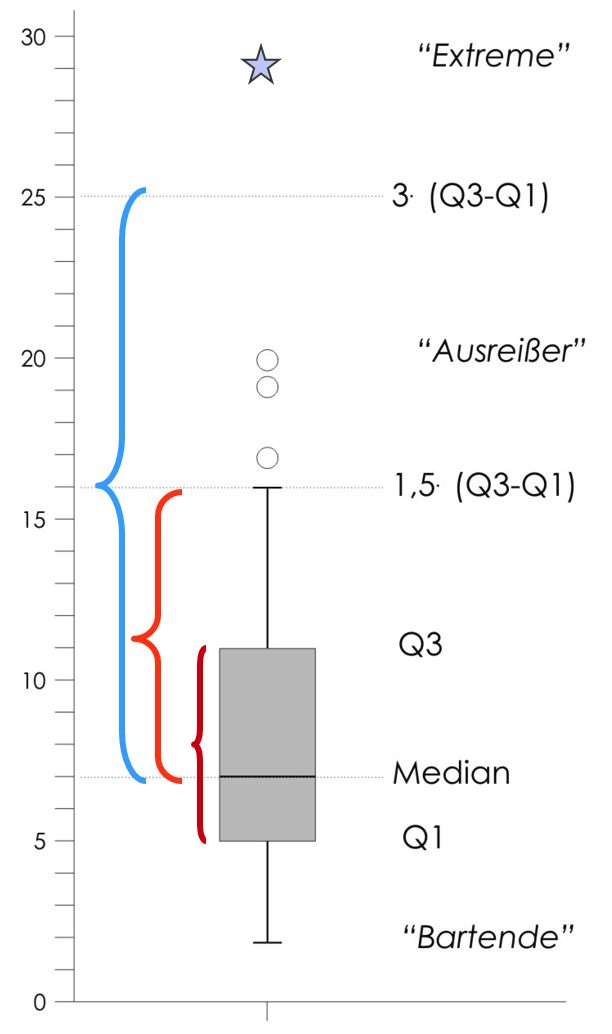 30
“Extreme”
25
3· (Q3-Q1)
20
“Ausreißer”
1,5· (Q3-Q1)
15
Q3
10
Median
5
Q1
“Bartende”
0